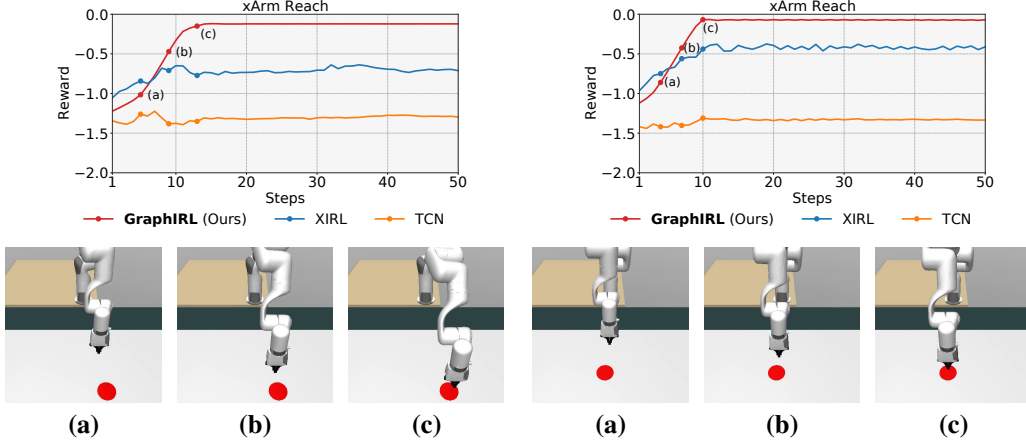 xArm Reach
0.0
−0.5
−1.0
−1.5
−2.0
Reward
(a)
(b)
(c)
1 10 20 30 40 50
Steps
GraphIRL (Ours) XIRL TCN
xArm Reach
0.0
−0.5
−1.0
−1.5
−2.0
Reward
(a)
(b)
(c)
1 10 20 30 40 50
Steps
GraphIRL (Ours) XIRL TCN
(a) (b) (c) (a) (b) (c)